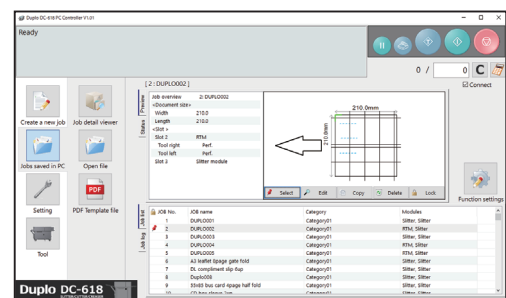 Duplo DC-618 PC Controller V1.01
Ready
0 / 0 C
Connect
[ 2 : DUPLO002 ]
Preview
Status
Job overview 2: DUPLO002
<Document size>
Width 210.0
Length 210.0
<Slot >
Slot 2 RTM
Tool right Perf.
Tool left Perf.
Slot 3 Slitter module
210.0mm
210.0mm
Select Edit Copy Delete Lock
Create a new job Job detail viewer
Jobs saved in PC Open file
PDF
Setting PDF Template file
Tool
Function settings
Job list
Job log
JOB No. JOB name Category Modules
1 DUPLO001 Category01 Slitter, Slitter
2 DUPLO002 Category01 RTM, Slitter
3 DUPLO003 Category01 Slitter, Slitter
4 DUPLO004 Category01 RTM, Slitter
5 DUPLO005 Category01 RTM, Slitter
6 A3 leaflet 6page gate fold Category01 Slitter, Slitter
7 DL compliment slip 6up Category01 Slitter, Slitter
8 Duplo008 Category01 Slitter, Slitter
9 55x85 bus card 4page half fold Category01 Slitter, Slitter
Duplo DC-618
SLITTER/CUTTER/CREASER